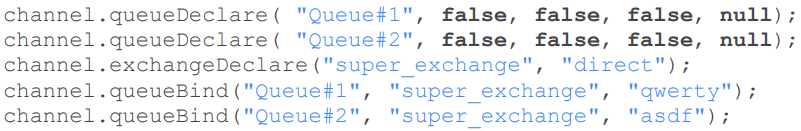 channel.queueDeclare( "Queue#1", false, false, false, null);
channel.queueDeclare( "Queue#2", false, false, false, null);
channel.exchangeDeclare("super_exchange", "direct");
channel.queueBind("Queue#1", "super_exchange", "qwerty");
channel.queueBind("Queue#2", "super_exchange", "asdf");